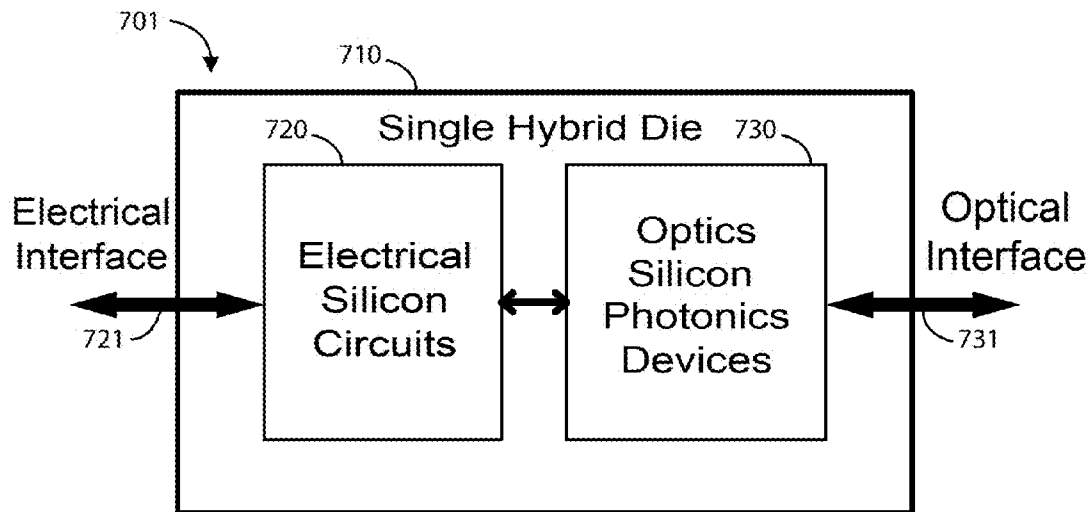 701
710
Single Hybrid Die
720
730
Electrical
Interface
721
Electrical
Silicon
Circuits
Optics
Silicon
Photonics
Devices
Optical
Interface
731